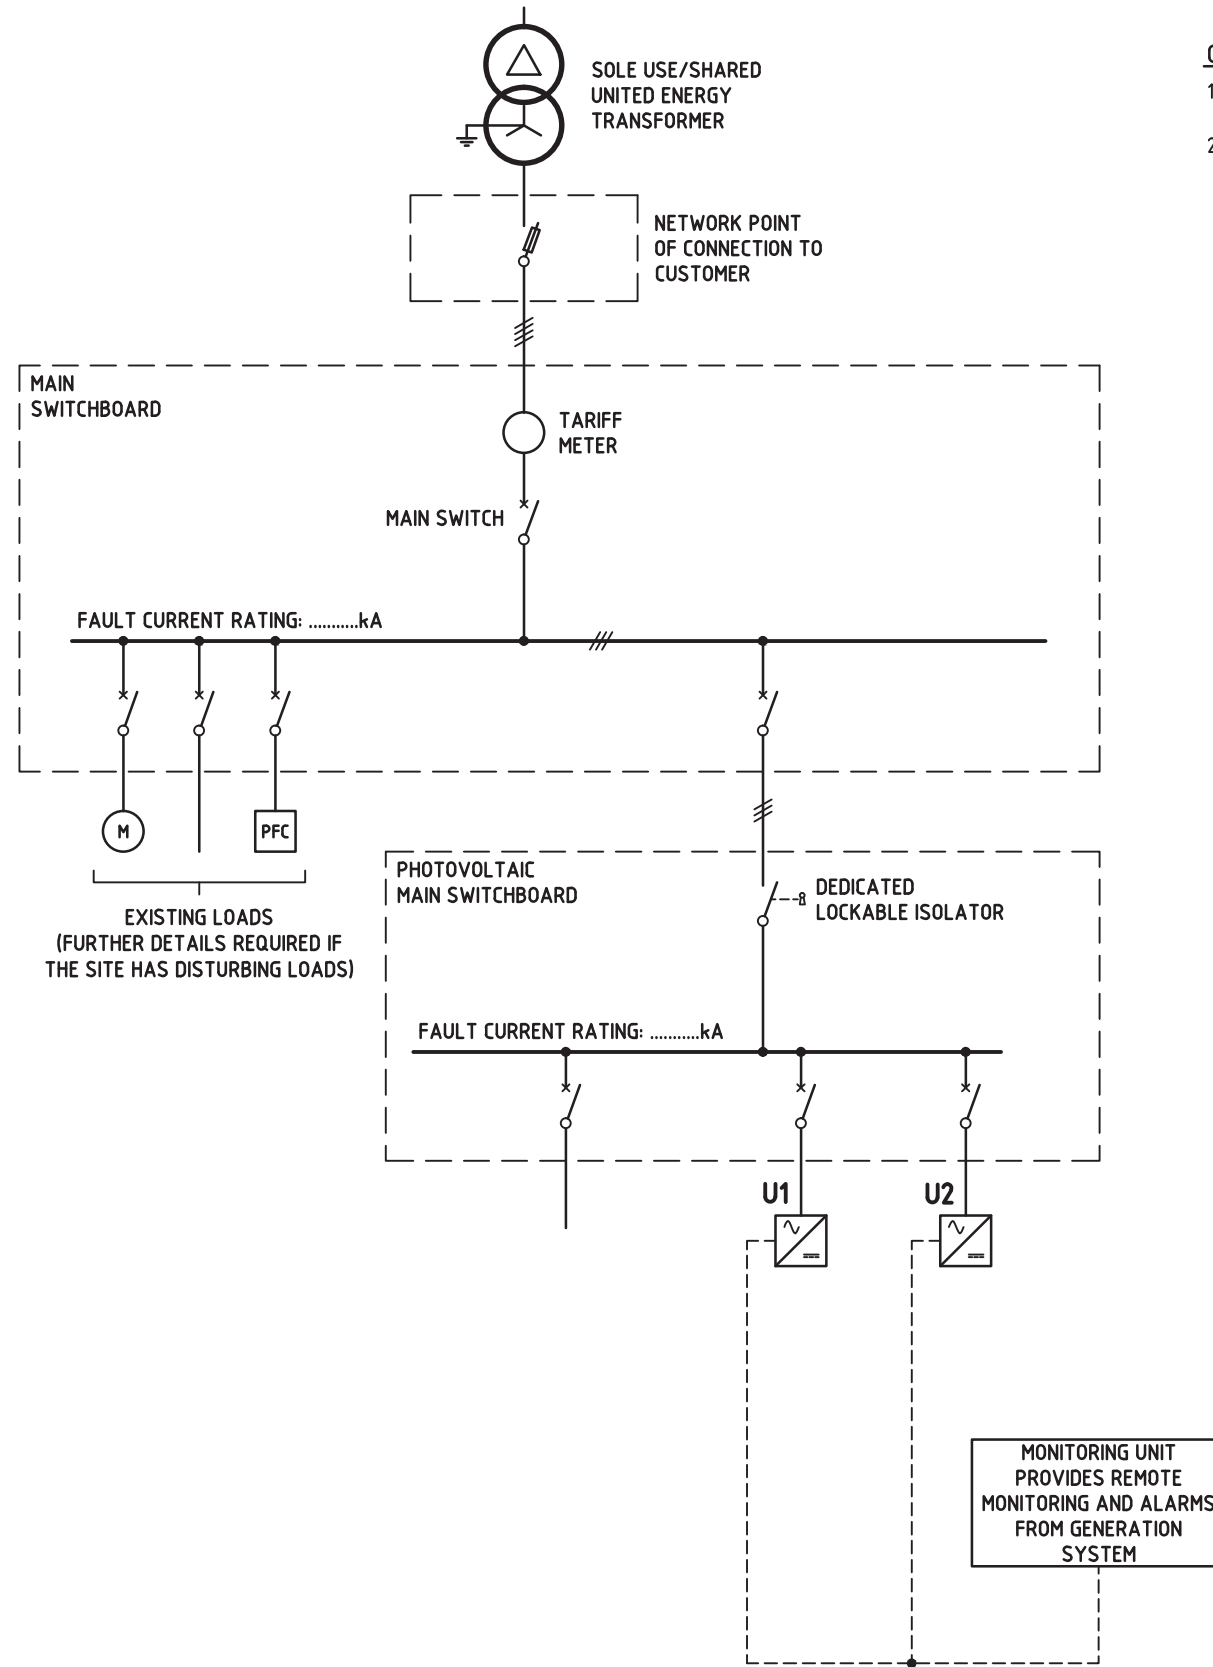 SOLE USE/SHARED
UNITED ENERGY
TRANSFORMER
1
2
NETWORK POINT
OF CONNECTION TO
CUSTOMER
MAIN
SWITCHBOARD
TARIFF
METER
MAIN SWITCH
FAULT CURRENT RATING: ...........kA
M
PFC
EXISTING LOADS
(FURTHER DETAILS REQUIRED IF
THE SITE HAS DISTURBING LOADS)
PHOTOVOLTAIC
MAIN SWITCHBOARD
DEDICATED
LOCKABLE ISOLATOR
FAULT CURRENT RATING: ...........kA
U1
U2
MONITORING UNIT
PROVIDES REMOTE
MONITORING AND ALARMS
FROM GENERATION
SYSTEM